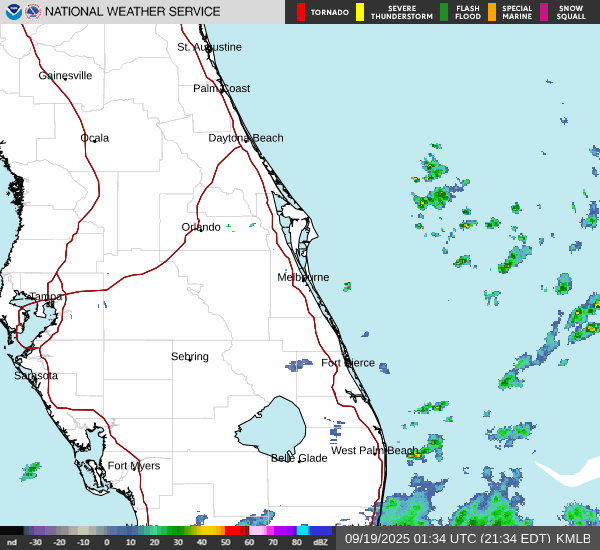 NATIONAL WEATHER SERVICE
TORNADO
SEVERE THUNDERSTORM
FLASH FLOOD
SPECIAL MARINE
SNOW SQUALL
St. Augustine
Gainesville
Palm Coast
Ocala
Daytona Beach
Orlando
Melbourne
Tampa
Sebring
Fort Pierce
Sarasota
West Palm Beach
Belle Glade
Fort Myers
nd -30 -20 -10 0 10 20 30 40 50 60 70 80 dBZ
09/19/2025 01:34 UTC (21:34 EDT) KMLB